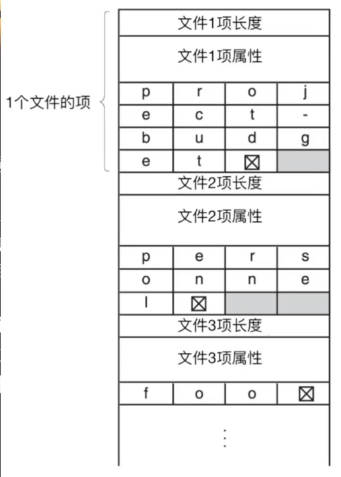 文件1项长度
文件1项属性
1个文件的项
p r o j
e c t -
b u d g
e t ☒
文件2项长度
文件2项属性
p e r s
o n n e
l ☒
文件3项长度
文件3项属性
f o o ☒
⋮